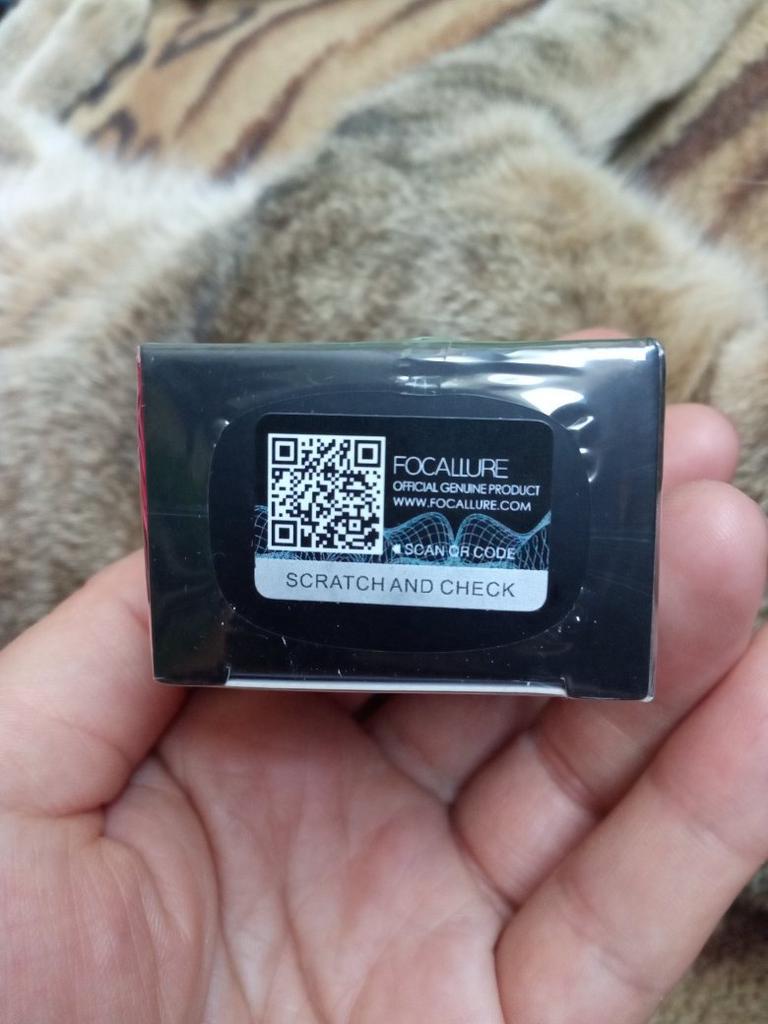 FOCALLURE
OFFICIAL GENUINE PRODUCT
WWW.FOCALLURE.COM
SCAN QR CODE
SCRATCH AND CHECK